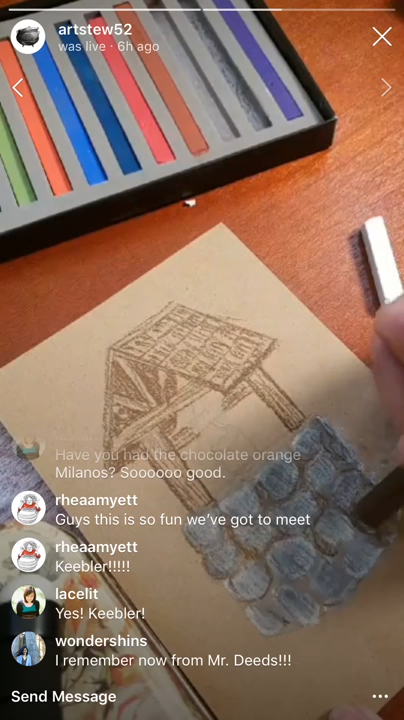 artstew52
was live · 6h ago
Have you had the chocolate orange
Milanos? Soooooo good.
rheaamyett
Guys this is so fun we've got to meet
rheaamyett
Keebler!!!!!
lacelit
Yes! Keebler!
wondershins
I remember now from Mr. Deeds!!!
Send Message